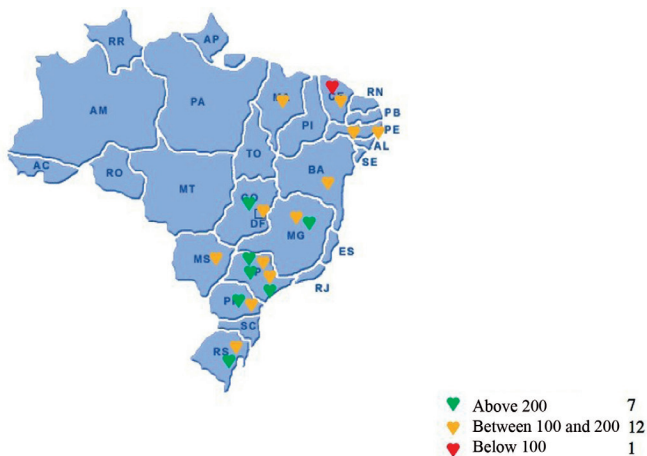 RR
AP
AM
PA
RN
PB
PE
AL
SE
PI
TO
AC
RO
MT
BA
DF
MG
MS
ES
RJ
SC
RS
Above 200 7
Between 100 and 200 12
Below 100 1